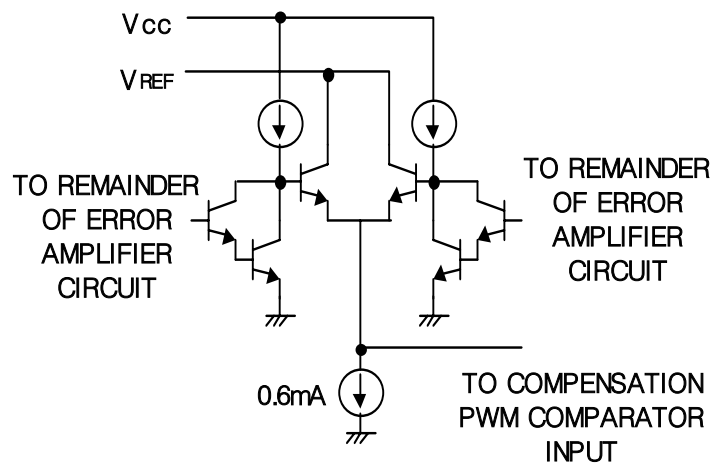 Vcc
VREF
TO REMAINDER
OF ERROR
AMPLIFIER
CIRCUIT
TO REMAINDER
OF ERROR
AMPLIFIER
CIRCUIT
0.6mA
TO COMPENSATION
PWM COMPARATOR
INPUT